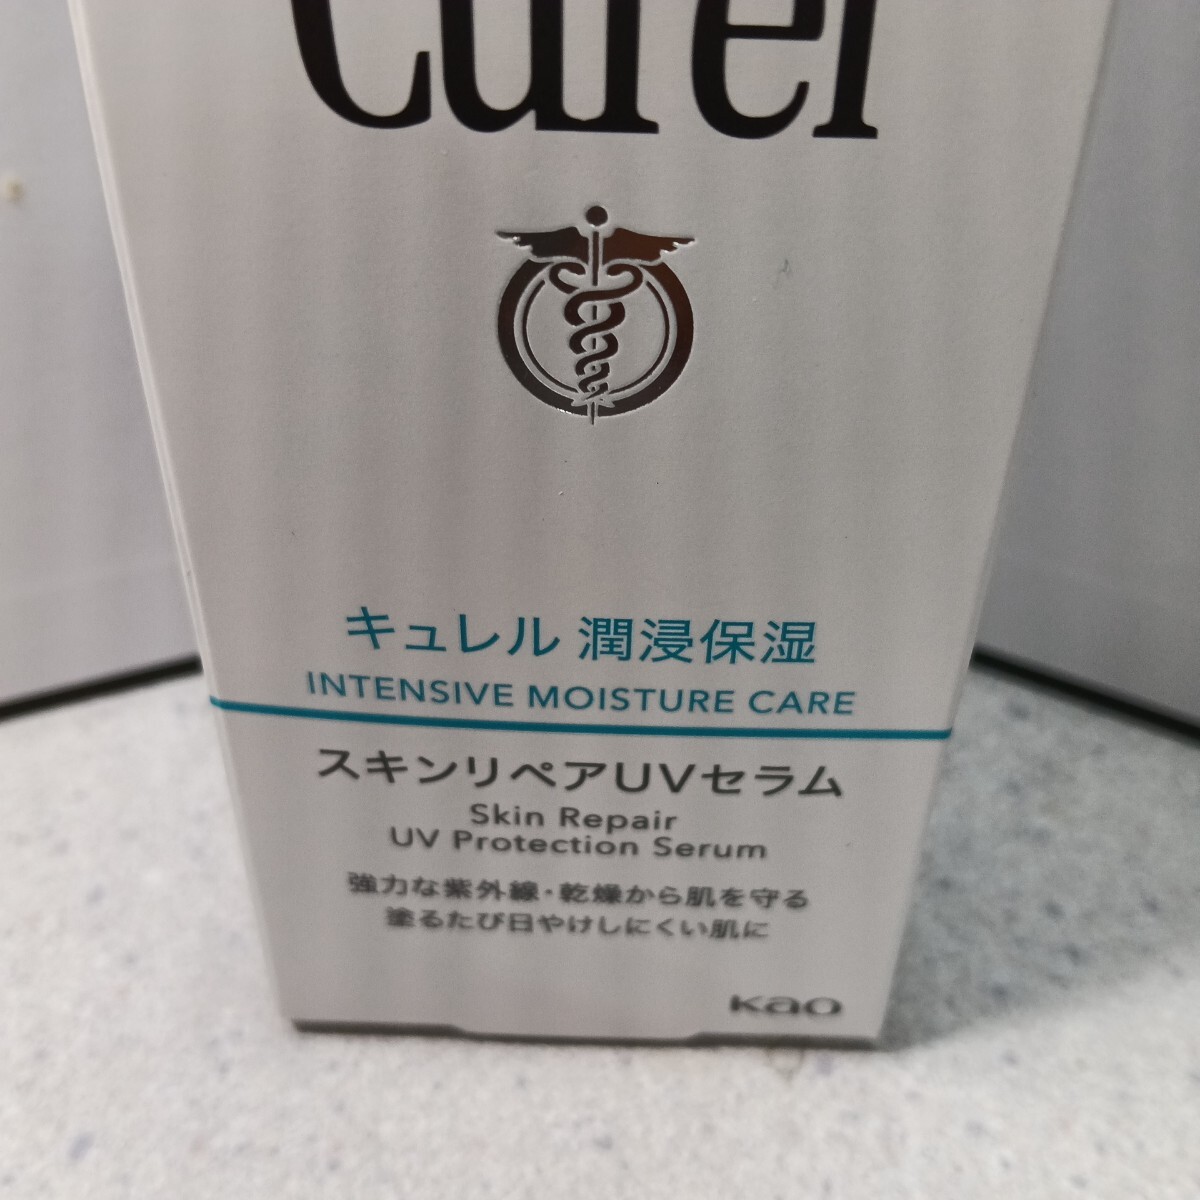 Curél
キュレル 潤浸保湿
INTENSIVE MOISTURE CARE
スキンリペアUVセラム
Skin Repair
UV Protection Serum
強力な紫外線・乾燥から肌を守る
塗るたび日やけしにくい肌に
Kao